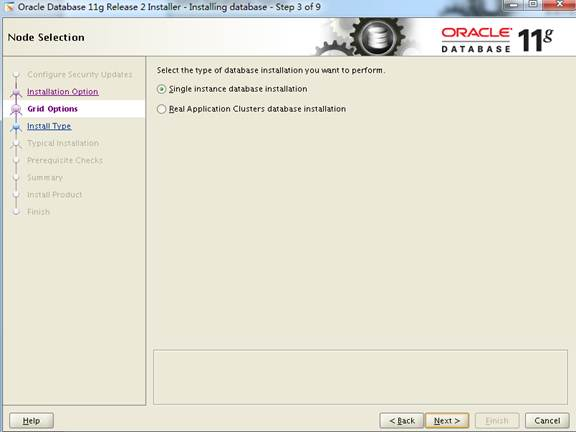 Oracle Database 11g Release 2 Installer - Installing database - Step 3 of 9
Node Selection
ORACLE
DATABASE 11g
Configure Security Updates
Installation Option
Grid Options
Install Type
Typical Installation
Prerequisite Checks
Summary
Install Product
Finish
Select the type of database installation you want to perform.
Single instance database installation
Real Application Clusters database installation
Help
< Back
Next >
Finish
Cancel